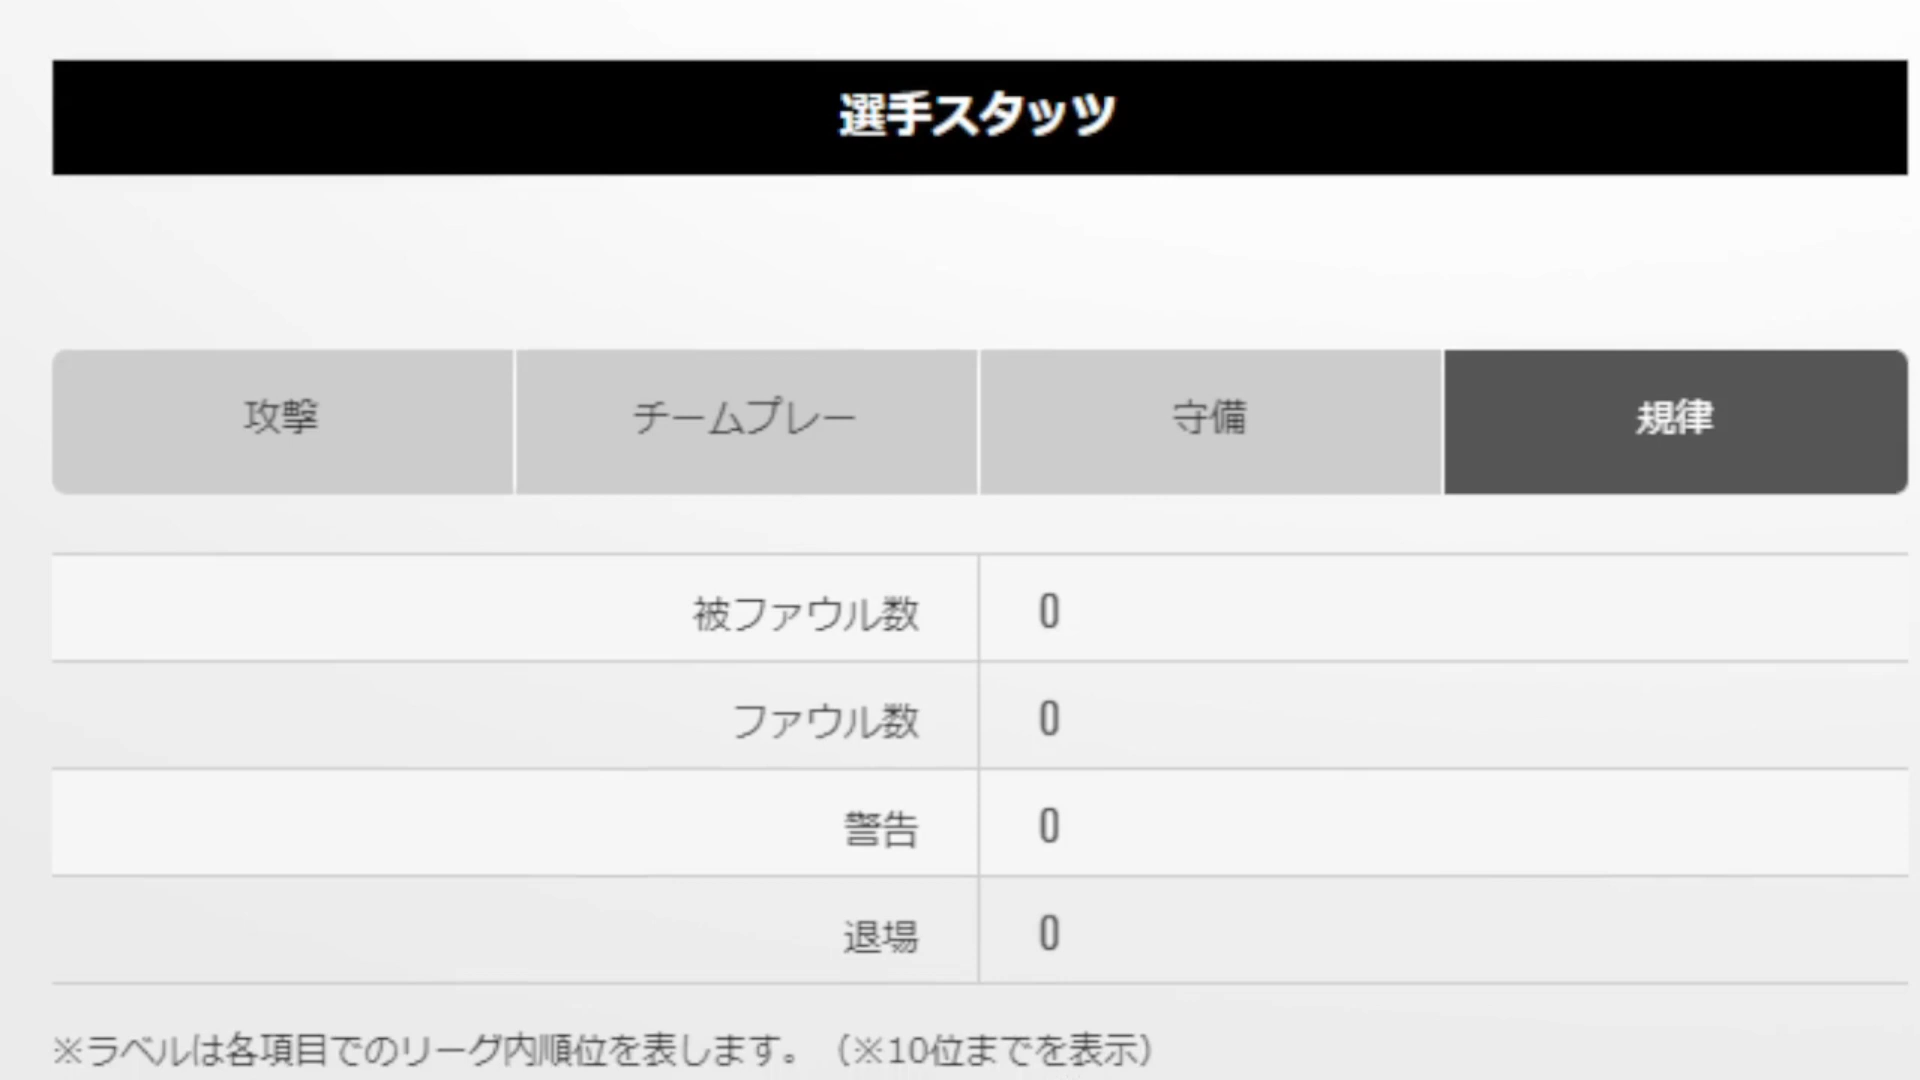 選手スタッツ
攻撃 チームプレー 守備 規律
被ファウル数 0
ファウル数 0
警告 0
退場 0
※ラベルは各項目でのリーグ内順位を表します。（※10位までを表示）